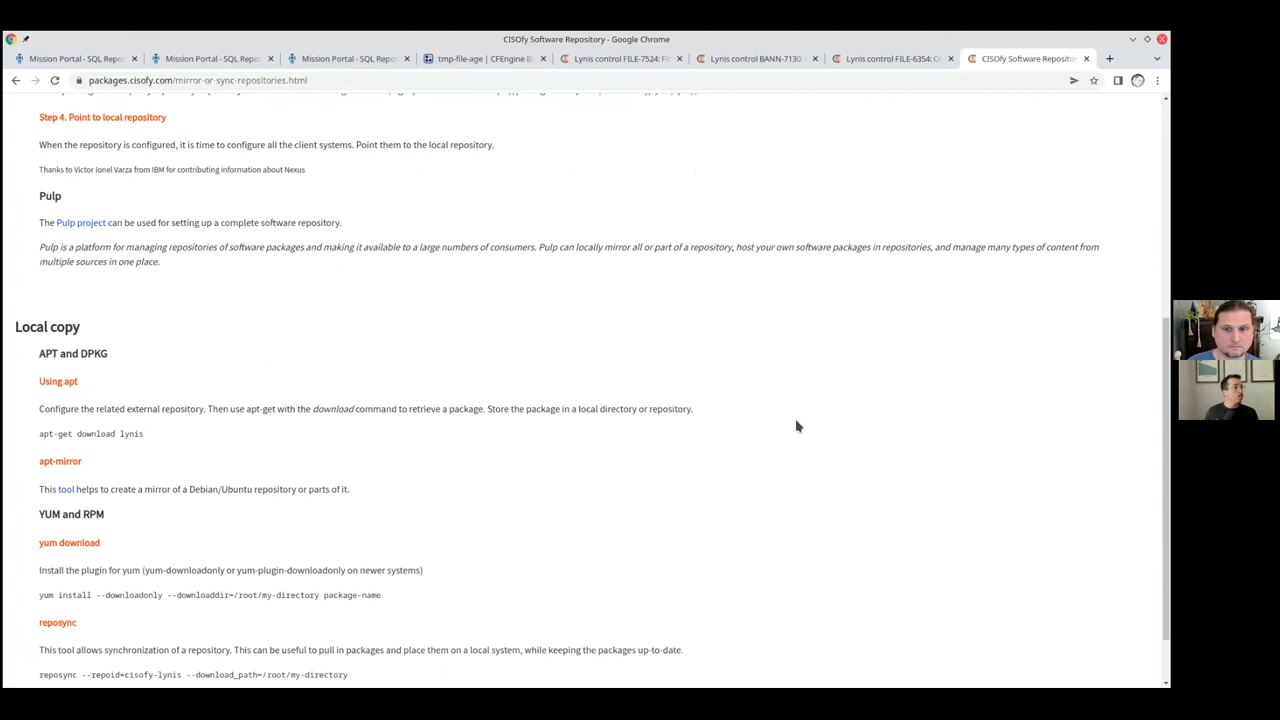 CISOfy Software Repository - Google Chrome
Mission Portal - SQL Repor
Mission Portal - SQL Repor
Mission Portal - SQL Repor
tmp-file-age | CFEngine B
Lynis control FILE-7524: Fi
Lynis control BANN-7130: I
Lynis control FILE-6354: Ol
CISOfy Software Repositor
packages.cisofy.com/mirror-or-sync-repositories.html
Step 4. Point to local repository
When the repository is configured, it is time to configure all the client systems. Point them to the local repository.
Thanks to Victor Ionel Varza from IBM for contributing information about Nexus
Pulp
The Pulp project can be used for setting up a complete software repository.
Pulp is a platform for managing repositories of software packages and making it available to a large numbers of consumers. Pulp can locally mirror all or part of a repository, host your own software packages in repositories, and manage many types of content from
multiple sources in one place.
Local copy
APT and DPKG
Using apt
Configure the related external repository. Then use apt-get with the download command to retrieve a package. Store the package in a local directory or repository.
apt-get download lynis
apt-mirror
This tool helps to create a mirror of a Debian/Ubuntu repository or parts of it.
YUM and RPM
yum download
Install the plugin for yum (yum-downloadonly or yum-plugin-downloadonly on newer systems)
yum install --downloadonly --downloaddir=/root/my-directory package-name
reposync
This tool allows synchronization of a repository. This can be useful to pull in packages and place them on a local system, while keeping the packages up-to-date.
reposync --repoid=cisofy-lynis --download_path=/root/my-directory